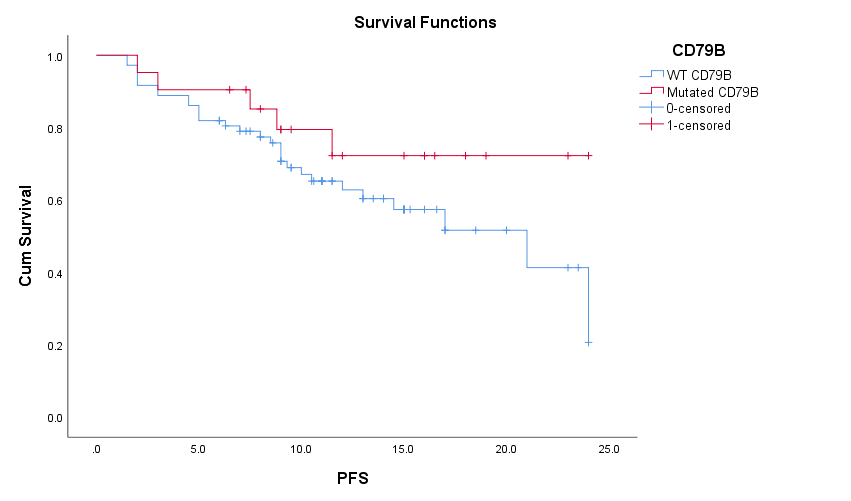 Survival Functions
CD79B
WT CD79B
Mutated CD79B
0-censored
1-censored
1.0
0.8
0.6
0.4
0.2
0.0
Cum Survival
.0
5.0
10.0
15.0
20.0
25.0
PFS